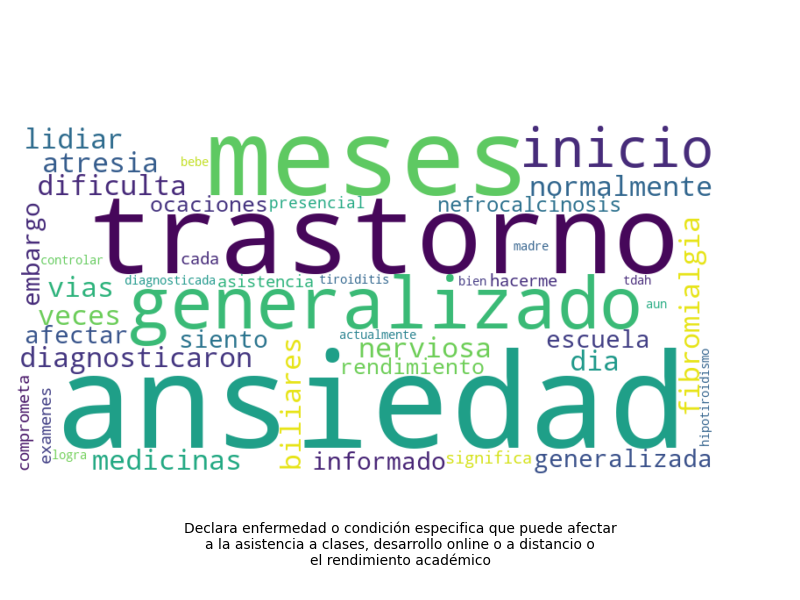 lidiar
meses
inicio
atresia
bebe
dificulta
normalmente
ocaciones
presencial
nefrocalcinosis
embargo
trastorno
fibromialgia
controlar
cada
madre
vias
diagnosticada
asistencia
tiroiditis
bien
hacerme
tdah
generalizado
aun
veces
afectar
siento
actualmente
escuela
nerviosa
diagnosticaron
rendimiento
dia
hipotiroidismo
comprometa
examenes
ansiedad
biliares
logra
medicinas
informado
significa
generalizada
Declara enfermedad o condición especifica que puede afectar
a la asistencia a clases, desarrollo online o a distancio o
el rendimiento académico